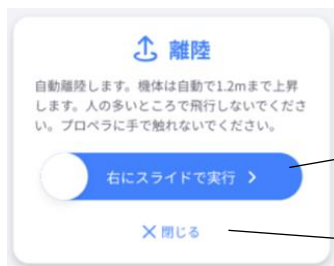 離陸
自動離陸します。機体は自動で1.2mまで上昇
します。人の多いところで飛行しないでくださ
い。プロペラに手で触れないでください。
右にスライドで実行
閉じる